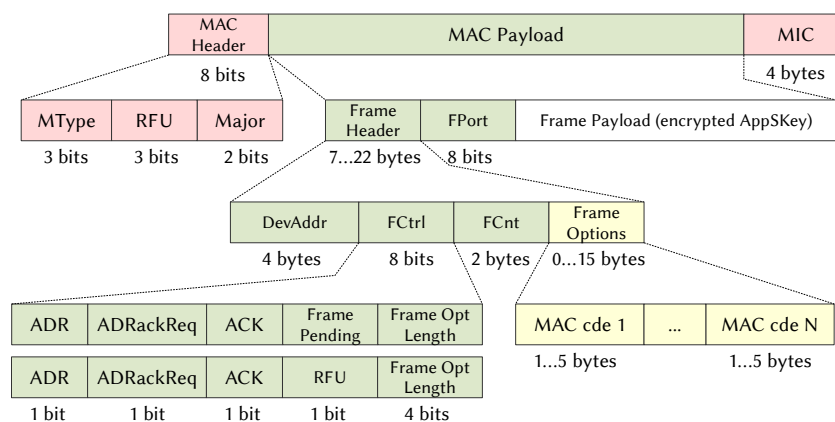 MAC
Header
MAC Payload
MIC
8 bits
4 bytes
MType
RFU
Major
Frame
Header
FPort
Frame Payload (encrypted AppSKey)
3 bits
3 bits
2 bits
7...22 bytes
8 bits
DevAddr
FCtrl
FCnt
Frame
Options
4 bytes
8 bits
2 bytes
0...15 bytes
ADR
ADRackReq
ACK
Frame
Pending
Frame Opt
Length
MAC cde 1
...
MAC cde N
1...5 bytes
1...5 bytes
ADR
ADRackReq
ACK
RFU
Frame Opt
Length
1 bit
1 bit
1 bit
1 bit
4 bits